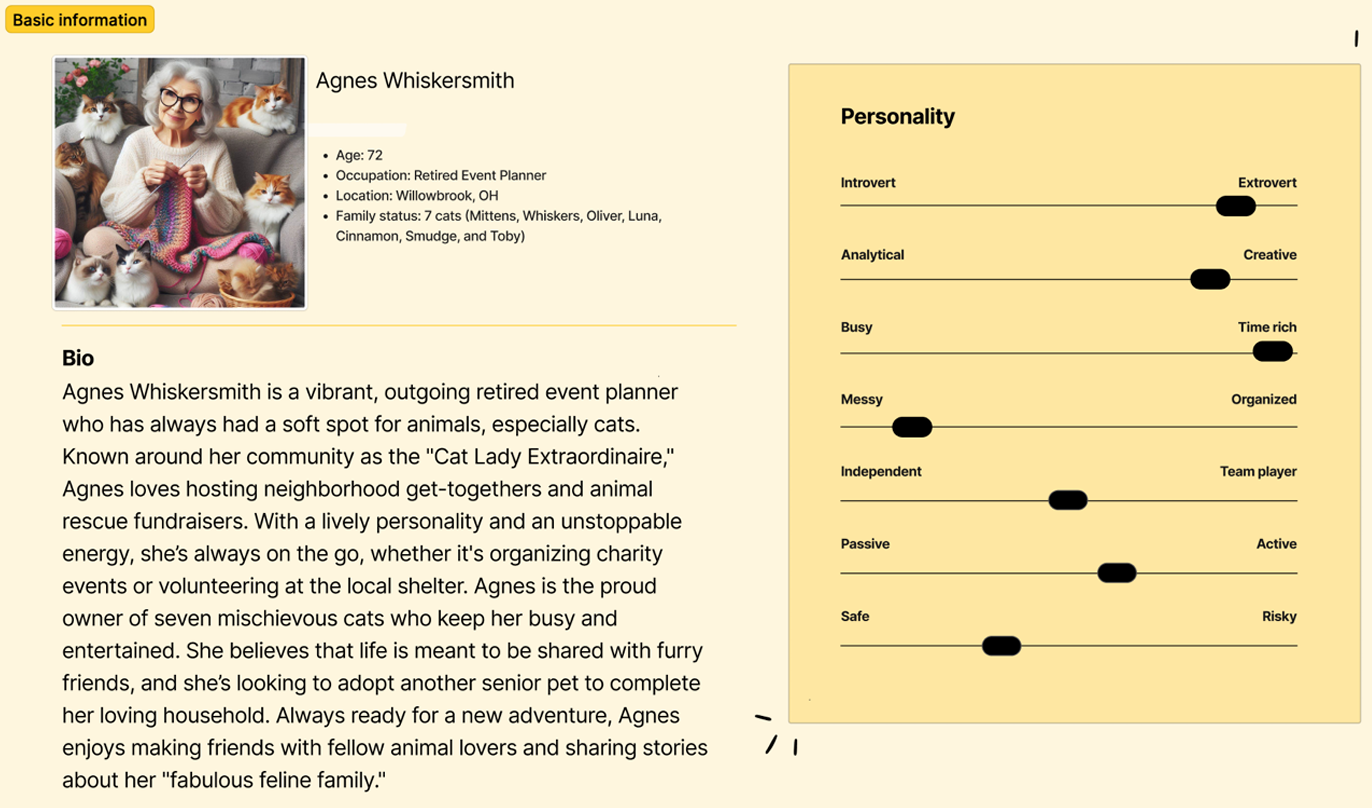 Basic information
Agnes Whiskersmith
• Age: 72
• Occupation: Retired Event Planner
• Location: Willowbrook, OH
• Family status: 7 cats (Mittens, Whiskers, Oliver, Luna,
Cinnamon, Smudge, and Toby)
Bio
Agnes Whiskersmith is a vibrant, outgoing retired event planner
who has always had a soft spot for animals, especially cats.
Known around her community as the "Cat Lady Extraordinaire,"
Agnes loves hosting neighborhood get-togethers and animal
rescue fundraisers. With a lively personality and an unstoppable
energy, she’s always on the go, whether it's organizing charity
events or volunteering at the local shelter. Agnes is the proud
owner of seven mischievous cats who keep her busy and
entertained. She believes that life is meant to be shared with furry
friends, and she’s looking to adopt another senior pet to complete
her loving household. Always ready for a new adventure, Agnes
enjoys making friends with fellow animal lovers and sharing stories
about her "fabulous feline family."
Personality
Introvert Extrovert
Analytical Creative
Busy Time rich
Messy Organized
Independent Team player
Passive Active
Safe Risky